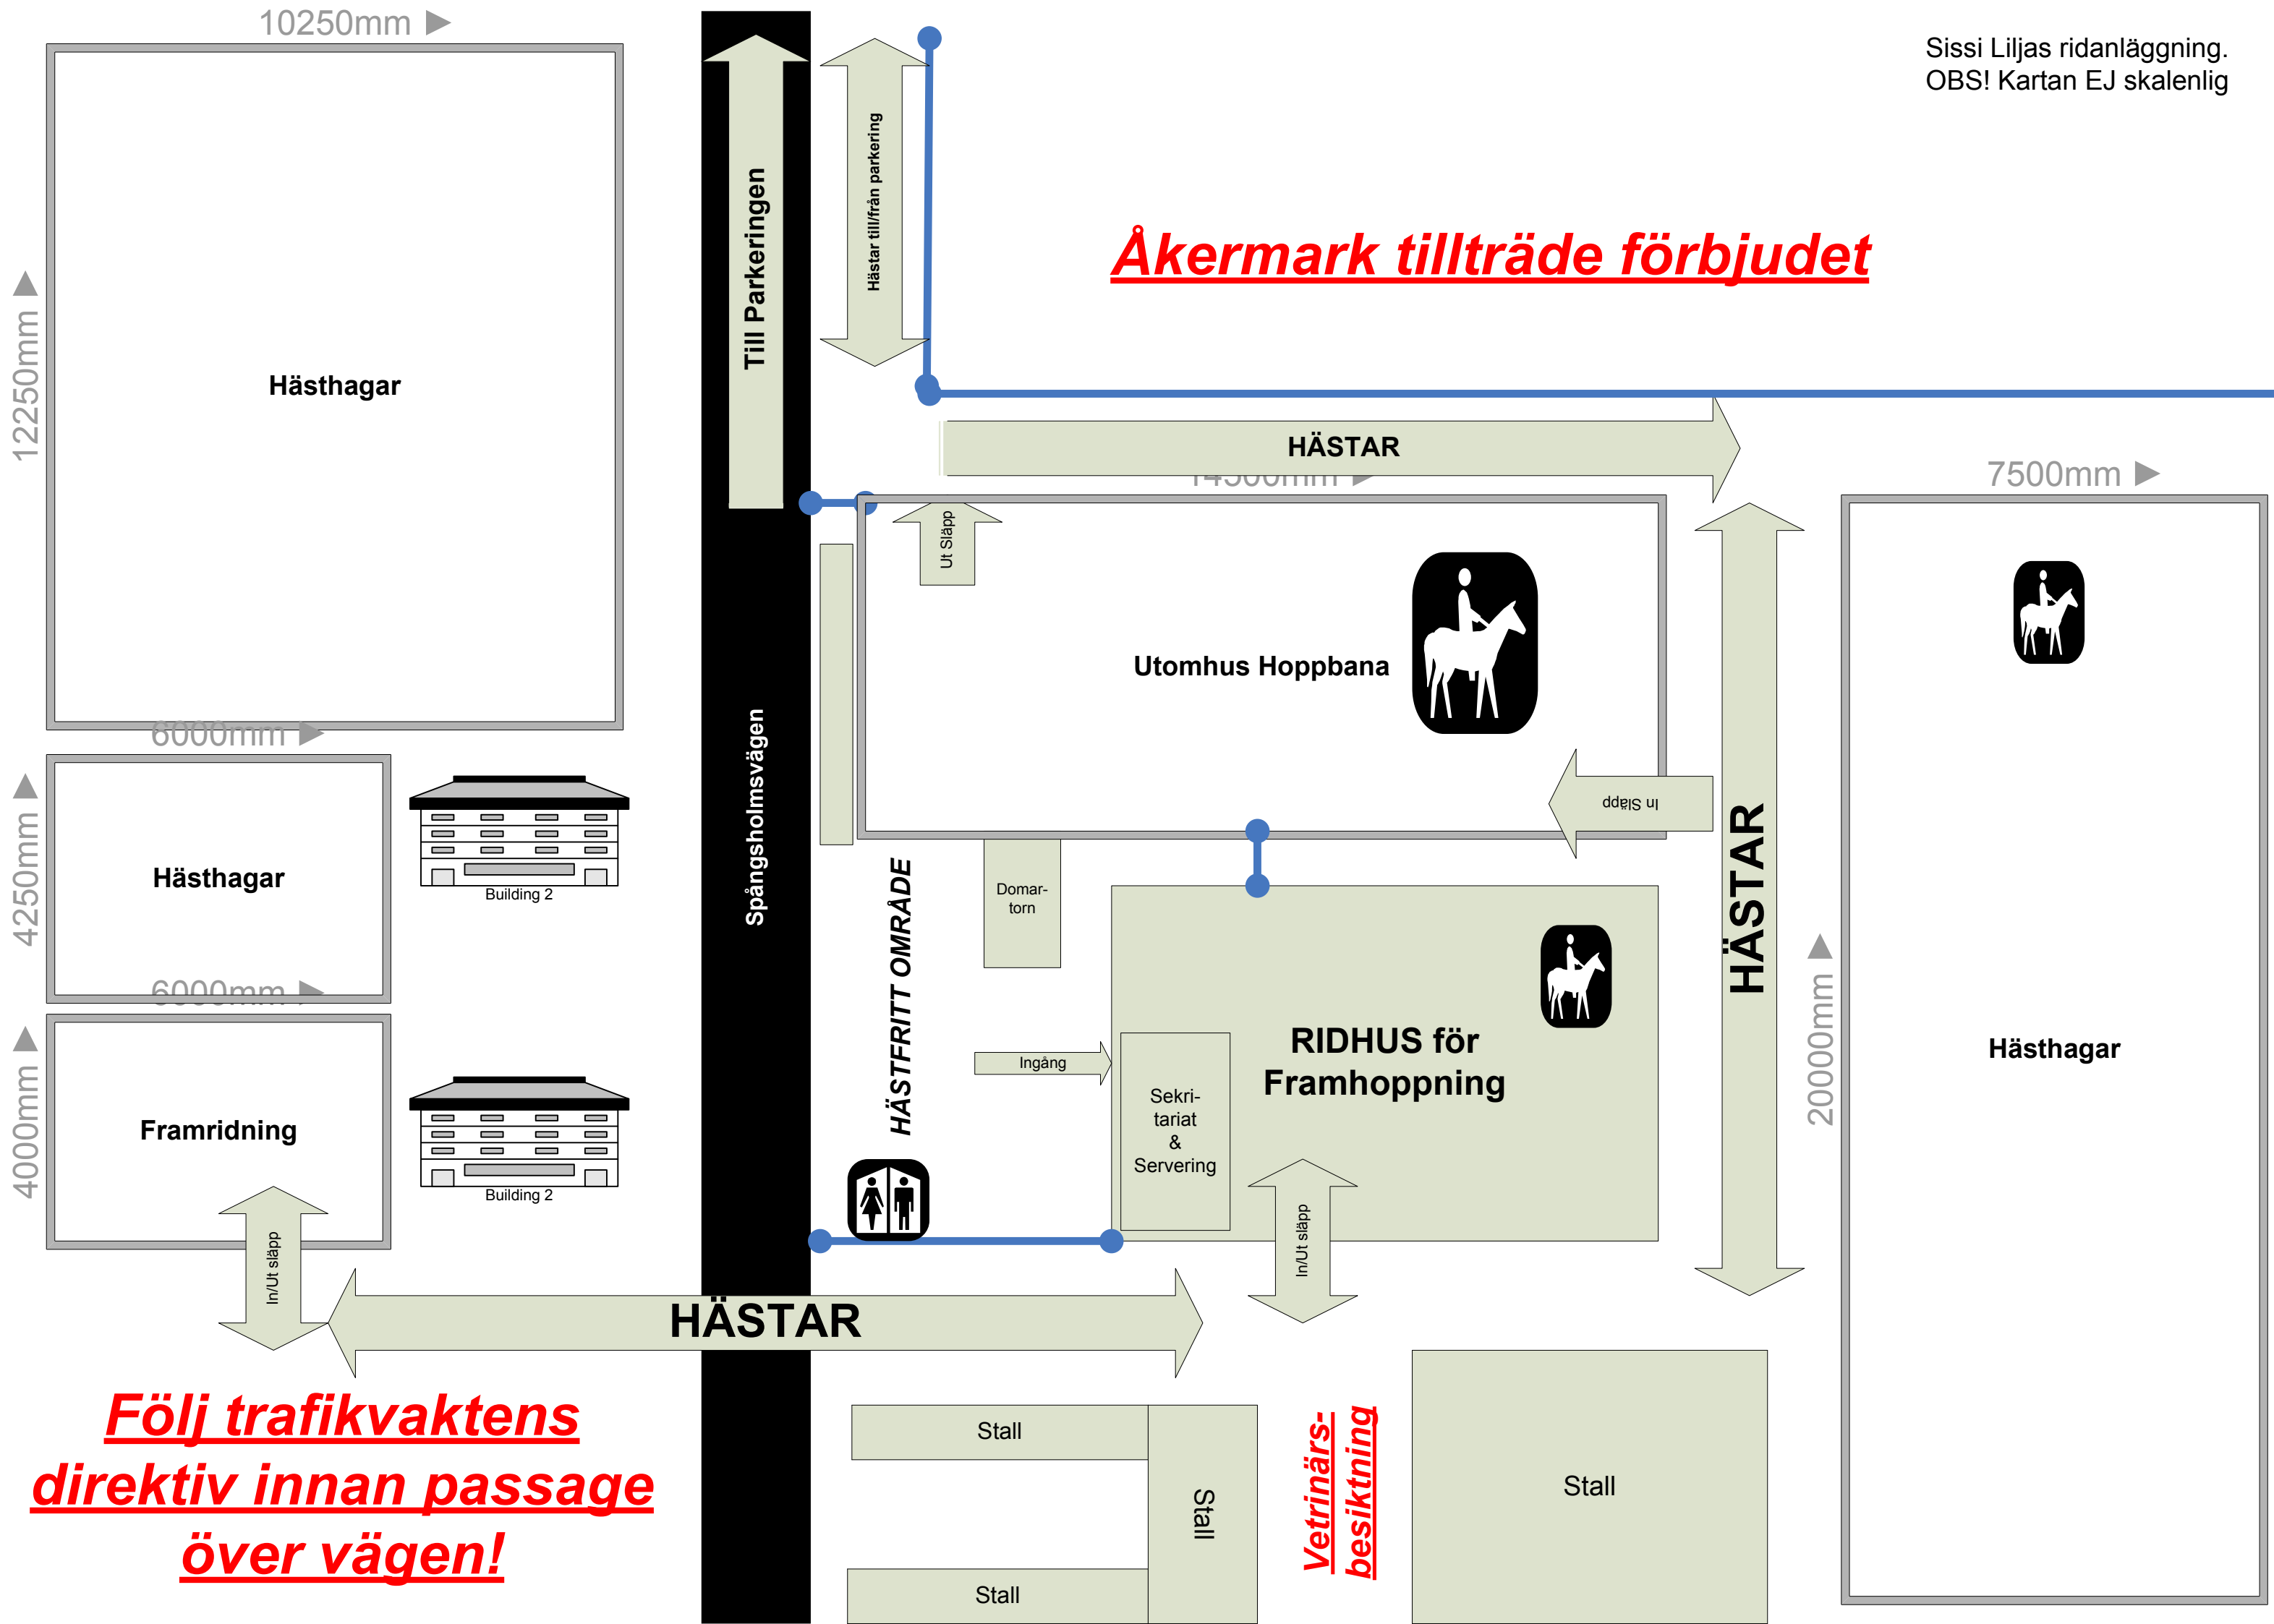 10250mm ►
Sissi Liljas ridanläggning.
OBS! Kartan EJ skalenlig
Till Parkeringen
Hästar till/från parkering
Åkermark tillträde förbjudet
12250mm ►
Hästhagar
HÄSTAR
14500mm ►
7500mm ►
Ut Släpp
Utomhus Hoppbana
In Släpp
HÄSTAR
Spångsholmsvägen
6000mm ►
4250mm ►
Hästhagar
Building 2
HÄSTFRITT OMRÅDE
Domar-
torn
20000mm ►
Hästhagar
6000mm ►
4000mm ►
Framridning
Building 2
Ingång
RIDHUS för
Framhoppning
Sekri-
tariat
&
Servering
In/Ut släpp
In/Ut släpp
HÄSTAR
Följ trafikvaktens
direktiv innan passage
över vägen!
Stall
Stall
Stall
Vetrinärs-
besiktning
Stall